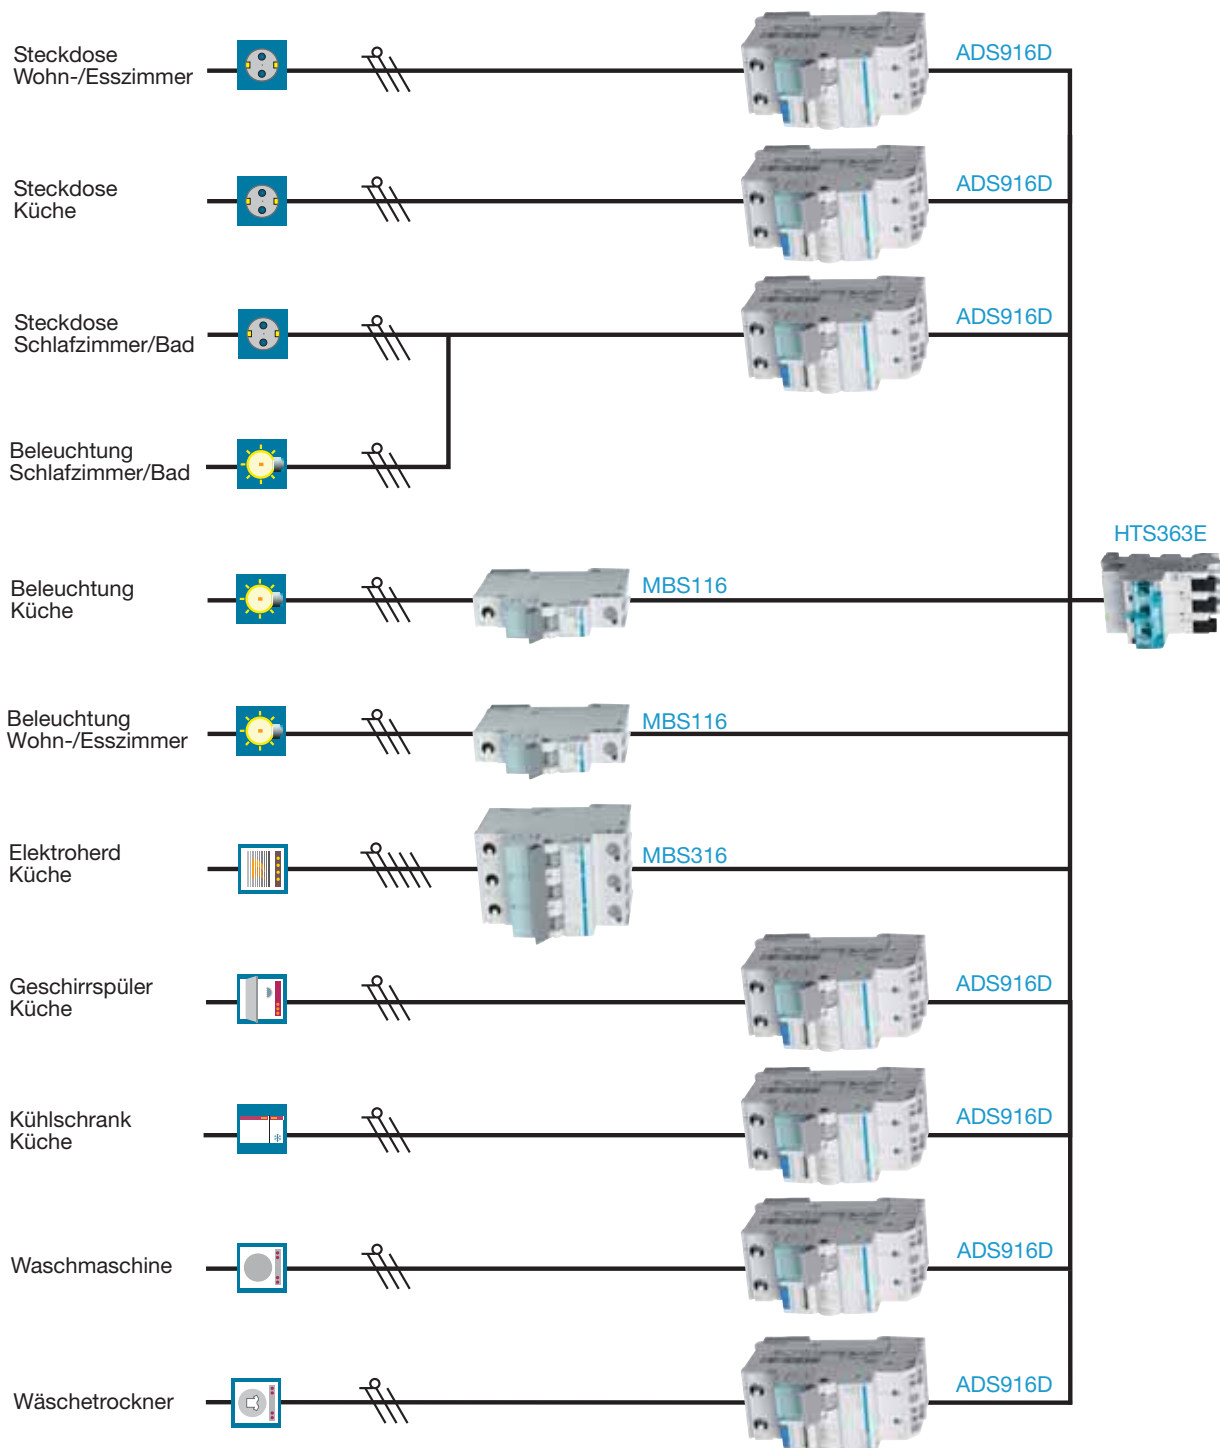 Steckdose
Wohn-/Esszimmer
ADS916D
Steckdose
Küche
ADS916D
Steckdose
Schlafzimmer/Bad
ADS916D
Beleuchtung
Schlafzimmer/Bad
HTS363E
Beleuchtung
Küche
MBS116
Beleuchtung
Wohn-/Esszimmer
MBS116
Elektroherd
Küche
MBS316
Geschirrspüler
Küche
ADS916D
Kühlschrank
Küche
ADS916D
Waschmaschine
ADS916D
Wäschetrockner
ADS916D